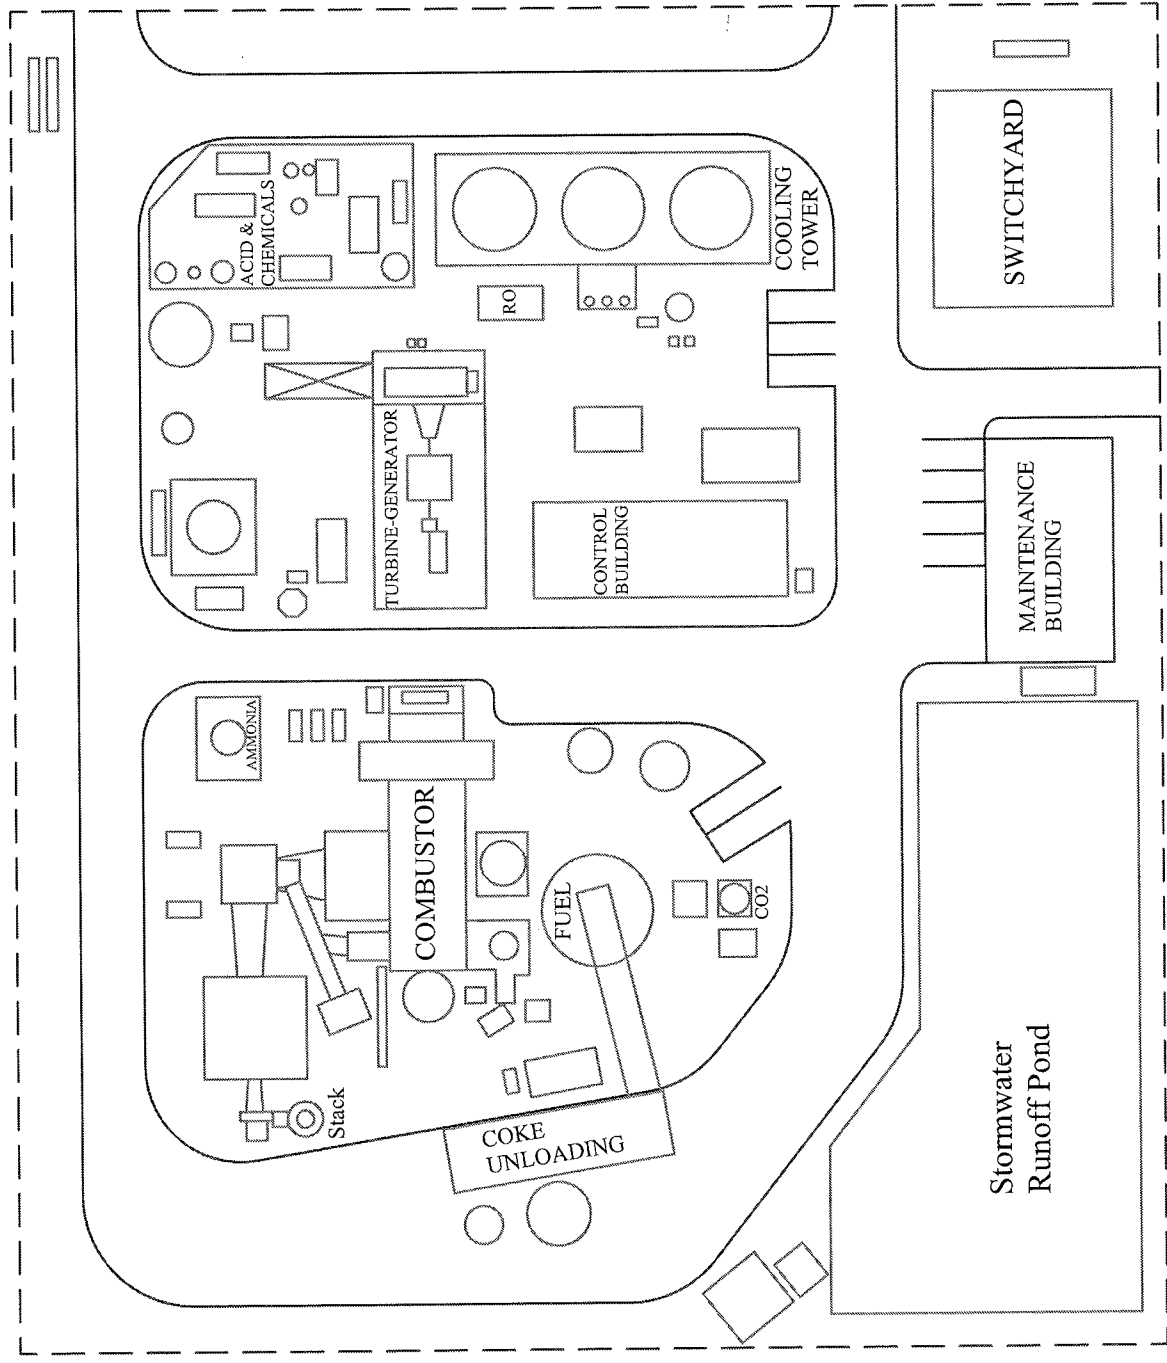 ACID &
CHEMICALS
COOLING
TOWER
SWITCHYARD
RO
TURBINE-GENERATOR
CONTROL
BUILDING
MAINTENANCE
BUILDING
AMMONIA
COMBUSTOR
FUEL
CO2
Stack
COKE
UNLOADING
Stormwater
Runoff Pond